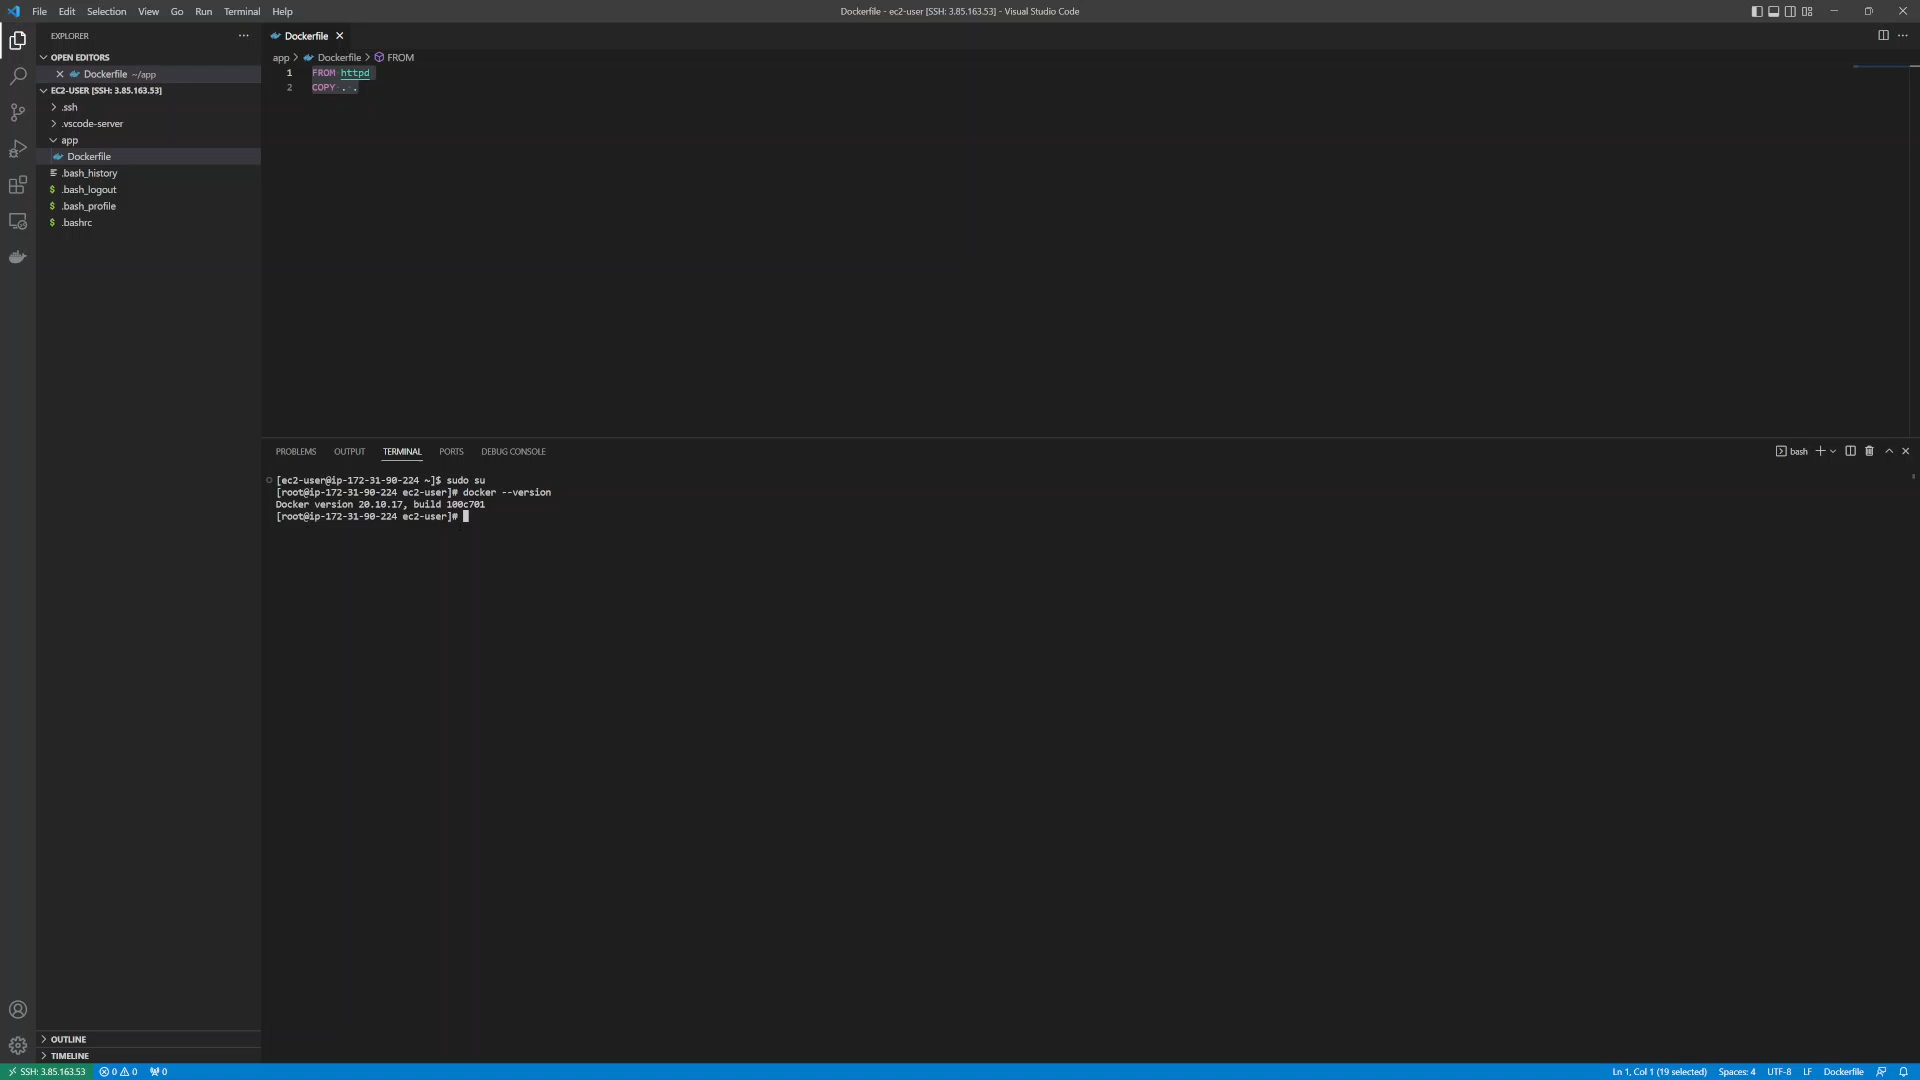 File Edit Selection View Go Run Terminal Help
Dockerfile - ec2-user [SSH: 3.85.163.53] - Visual Studio Code
EXPLORER
OPEN EDITORS
Dockerfile ~/app
EC2-USER [SSH: 3.85.163.53]
.ssh
.vscode-server
app
Dockerfile
.bash_history
.bash_logout
.bash_profile
.bashrc
OUTLINE
TIMELINE
Dockerfile
app > Dockerfile > FROM
1 FROM httpd
2 COPY . .
PROBLEMS OUTPUT TERMINAL PORTS DEBUG CONSOLE
bash
[ec2-user@ip-172-31-90-224 ~]$ sudo su
[root@ip-172-31-90-224 ec2-user]# docker --version
Docker version 20.10.17, build 100c701
[root@ip-172-31-90-224 ec2-user]#
SSH: 3.85.163.53 0 0 0
Ln 1, Col 1 (19 selected) Spaces: 4 UTF-8 LF Dockerfile